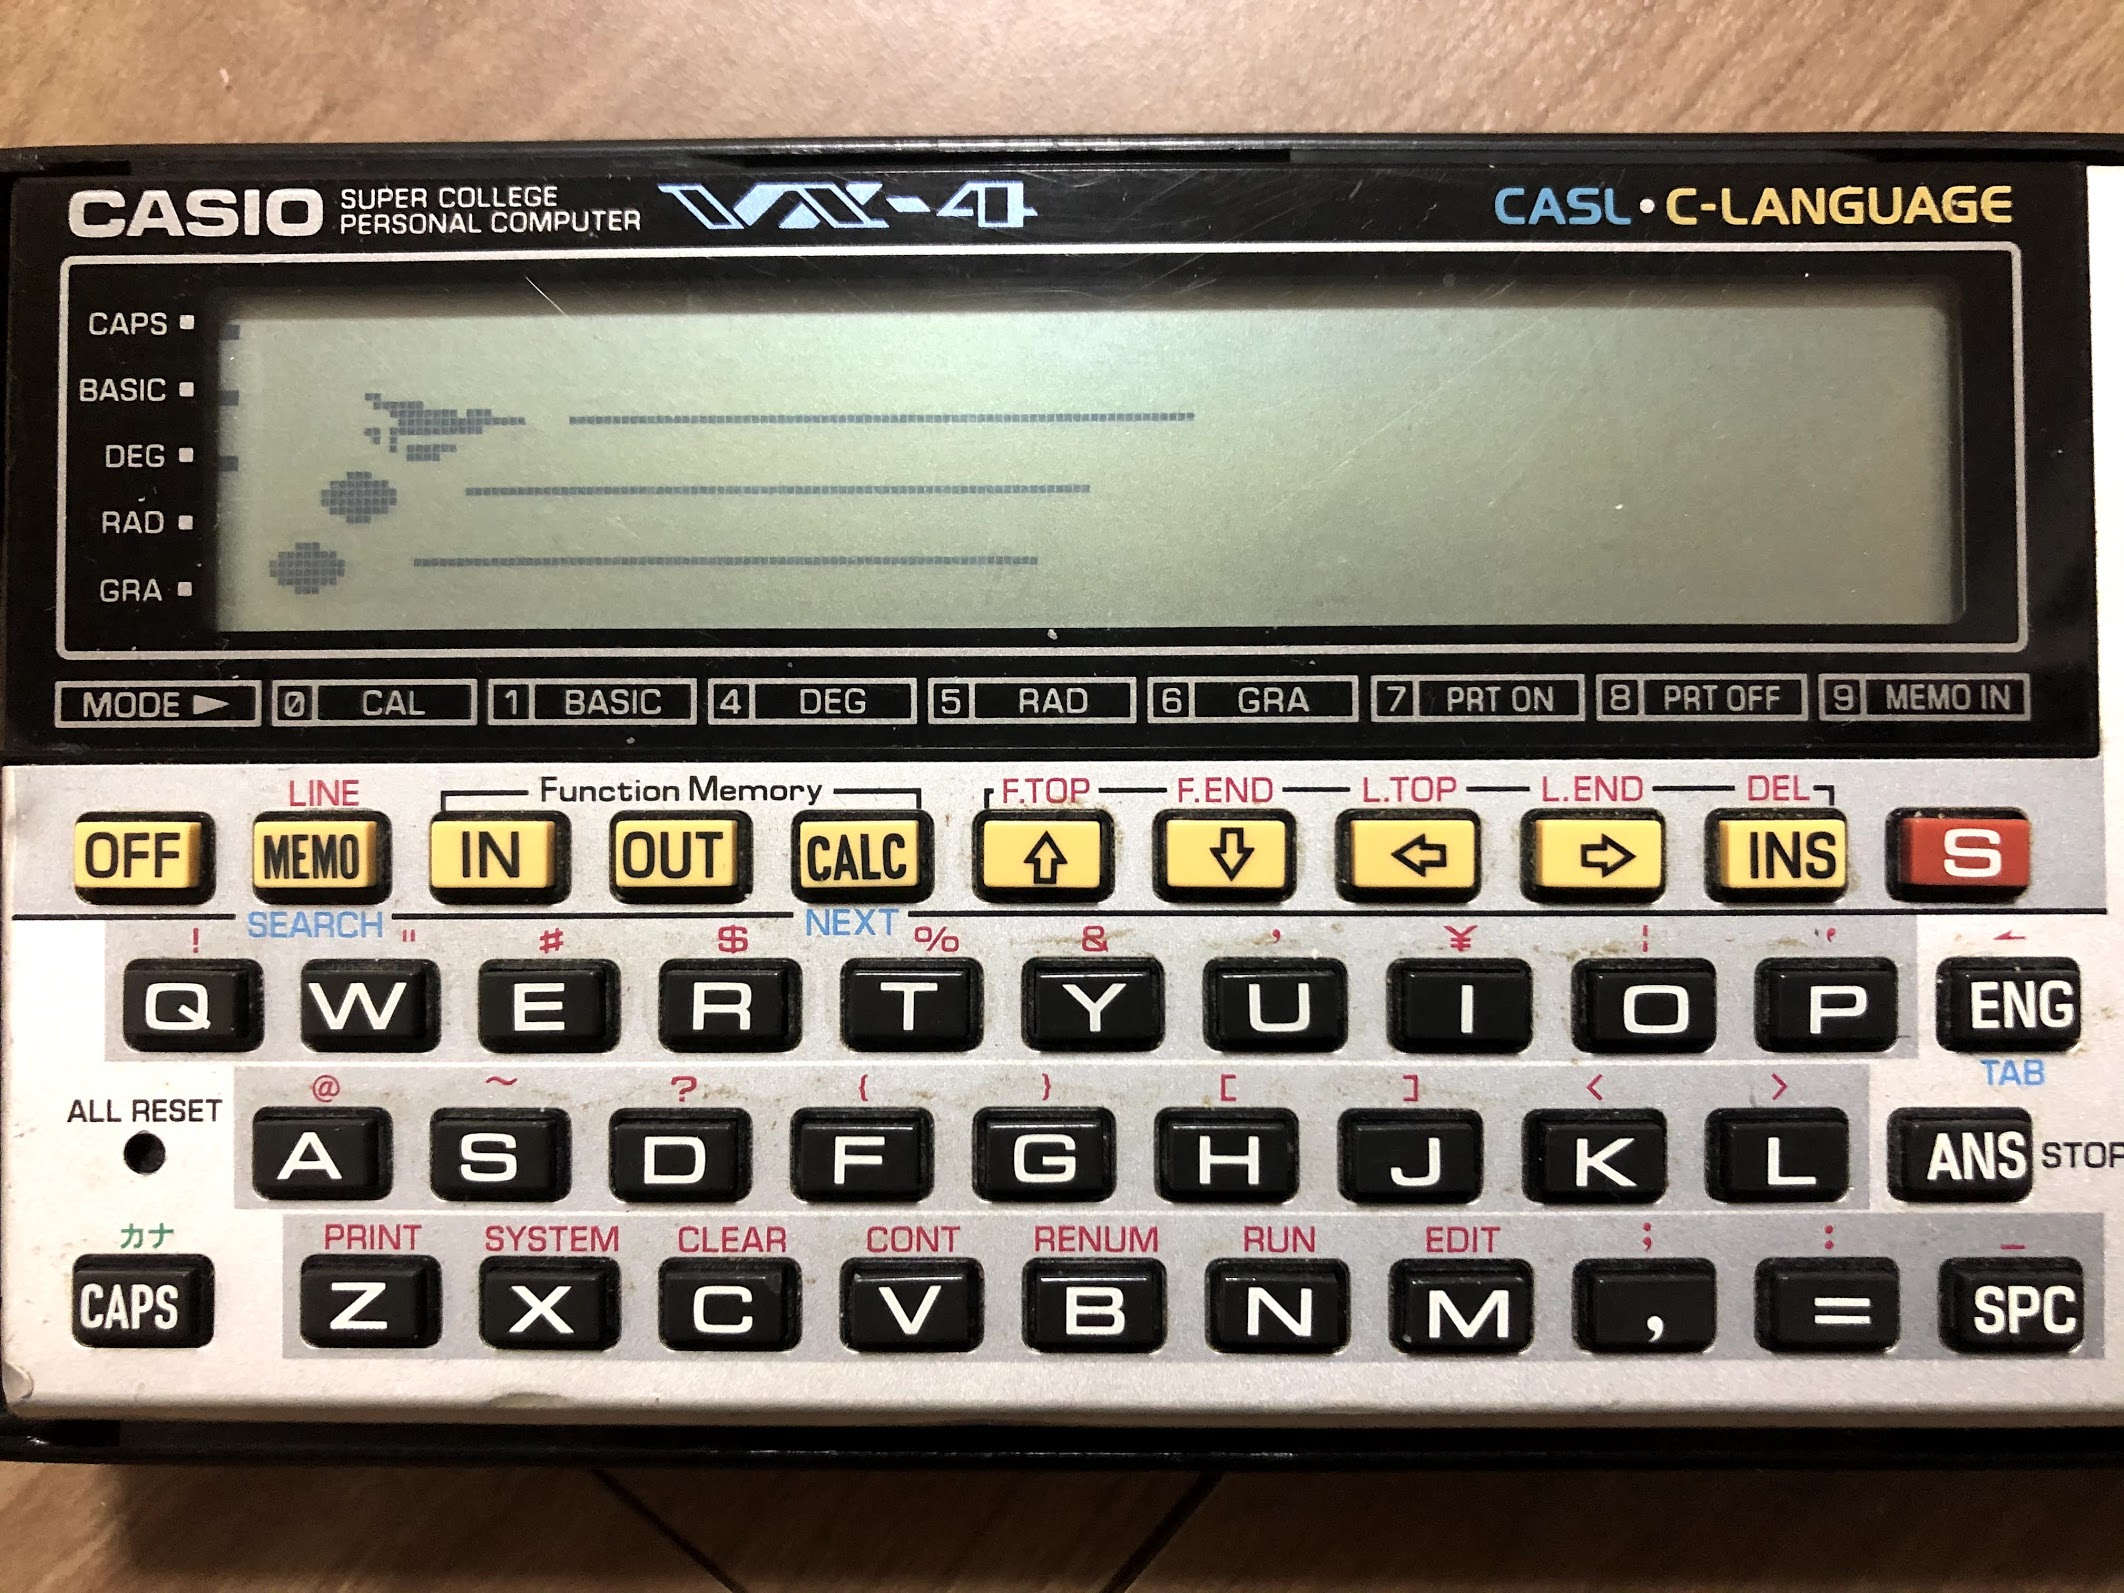 CASIO SUPER COLLEGE PERSONAL COMPUTER VX-4 CASL・C-LANGUAGE
CAPS
BASIC
DEG
RAD
GRA
MODE ► 0 CAL 1 BASIC 4 DEG 5 RAD 6 GRA 7 PRT ON 8 PRT OFF 9 MEMO IN
LINE Function Memory F.TOP F.END L.TOP L.END DEL
OFF MEMO IN OUT CALC ⇧ ⇩ ⇦ ⇨ INS S
SEARCH NEXT
! " # $ % & ' ¥ ¦
Q W E R T Y U I O P ENG
TAB
@ ~ ? { } [ ] < >
ALL RESET
A S D F G H J K L ANS STOP
カナ PRINT SYSTEM CLEAR CONT RENUM RUN EDIT ; : _
CAPS Z X C V B N M , = SPC